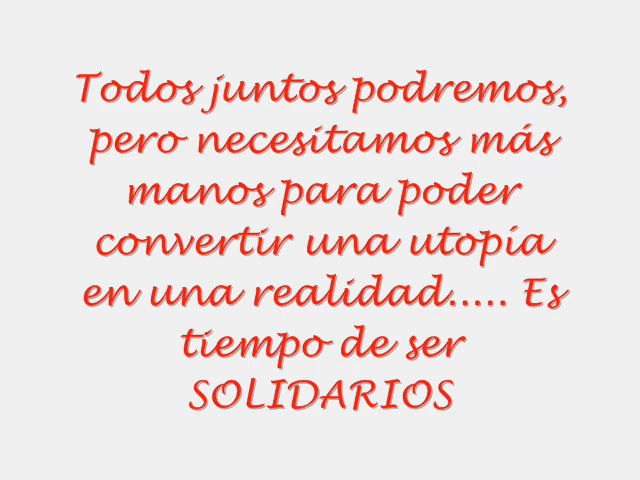 Todos juntos podremos,
pero necesitamos más
manos para poder
convertir una utopía
en una realidad..... Es
tiempo de ser
SOLIDARIOS